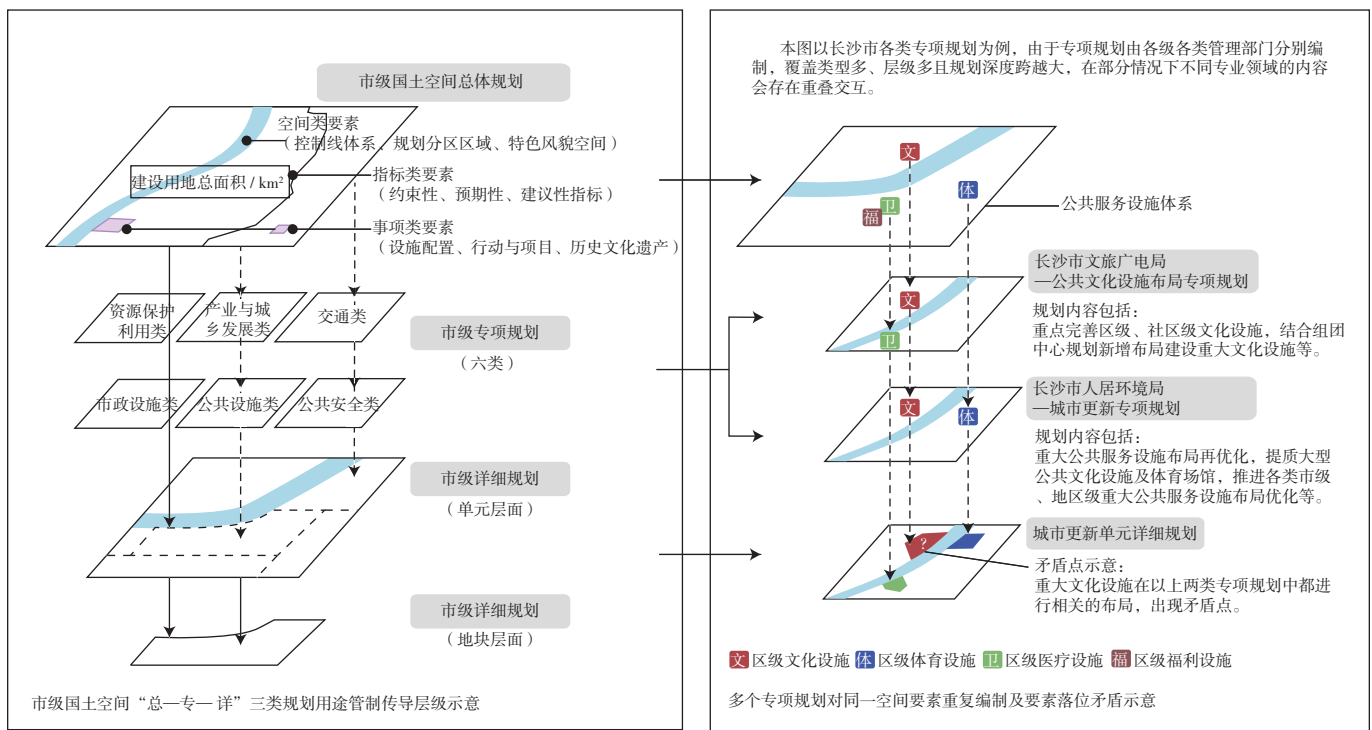 市级国土空间总体规划
空间类要素
（控制线体系、规划分区区域、特色风貌空间）
建设用地总面积 / km²
指标类要素
（约束性、预期性、建议性指标）
事项类要素
（设施配置、行动与项目、历史文化遗产）
资源保护
利用类
产业与城
乡发展类
交通类
市级专项规划
（六类）
市政设施类
公共设施类
公共安全类
市级详细规划
（单元层面）
市级详细规划
（地块层面）
市级国土空间“总—专— 详”三类规划用途管制传导层级示意
本图以长沙市各类专项规划为例，由于专项规划由各级各类管理部门分别编
制，覆盖类型多、层级多且规划深度跨越大，在部分情况下不同专业领域的内容
会存在重叠交互。
文
体
卫
福
公共服务设施体系
长沙市文旅广电局
—公共文化设施布局专项规划
文
卫
规划内容包括：
重点完善区级、社区级文化设施，结合组团
中心规划新增布局建设重大文化设施等。
长沙市人居环境局
—城市更新专项规划
文
体
规划内容包括：
重大公共服务设施布局再优化，提质大型
公共文化设施及体育场馆，推进各类市级
、地区级重大公共服务设施布局优化等。
城市更新单元详细规划
?
矛盾点示意：
重大文化设施在以上两类专项规划中都进
行相关的布局，出现矛盾点。
文 区级文化设施 体 区级体育设施 卫 区级医疗设施 福 区级福利设施
多个专项规划对同一空间要素重复编制及要素落位矛盾示意